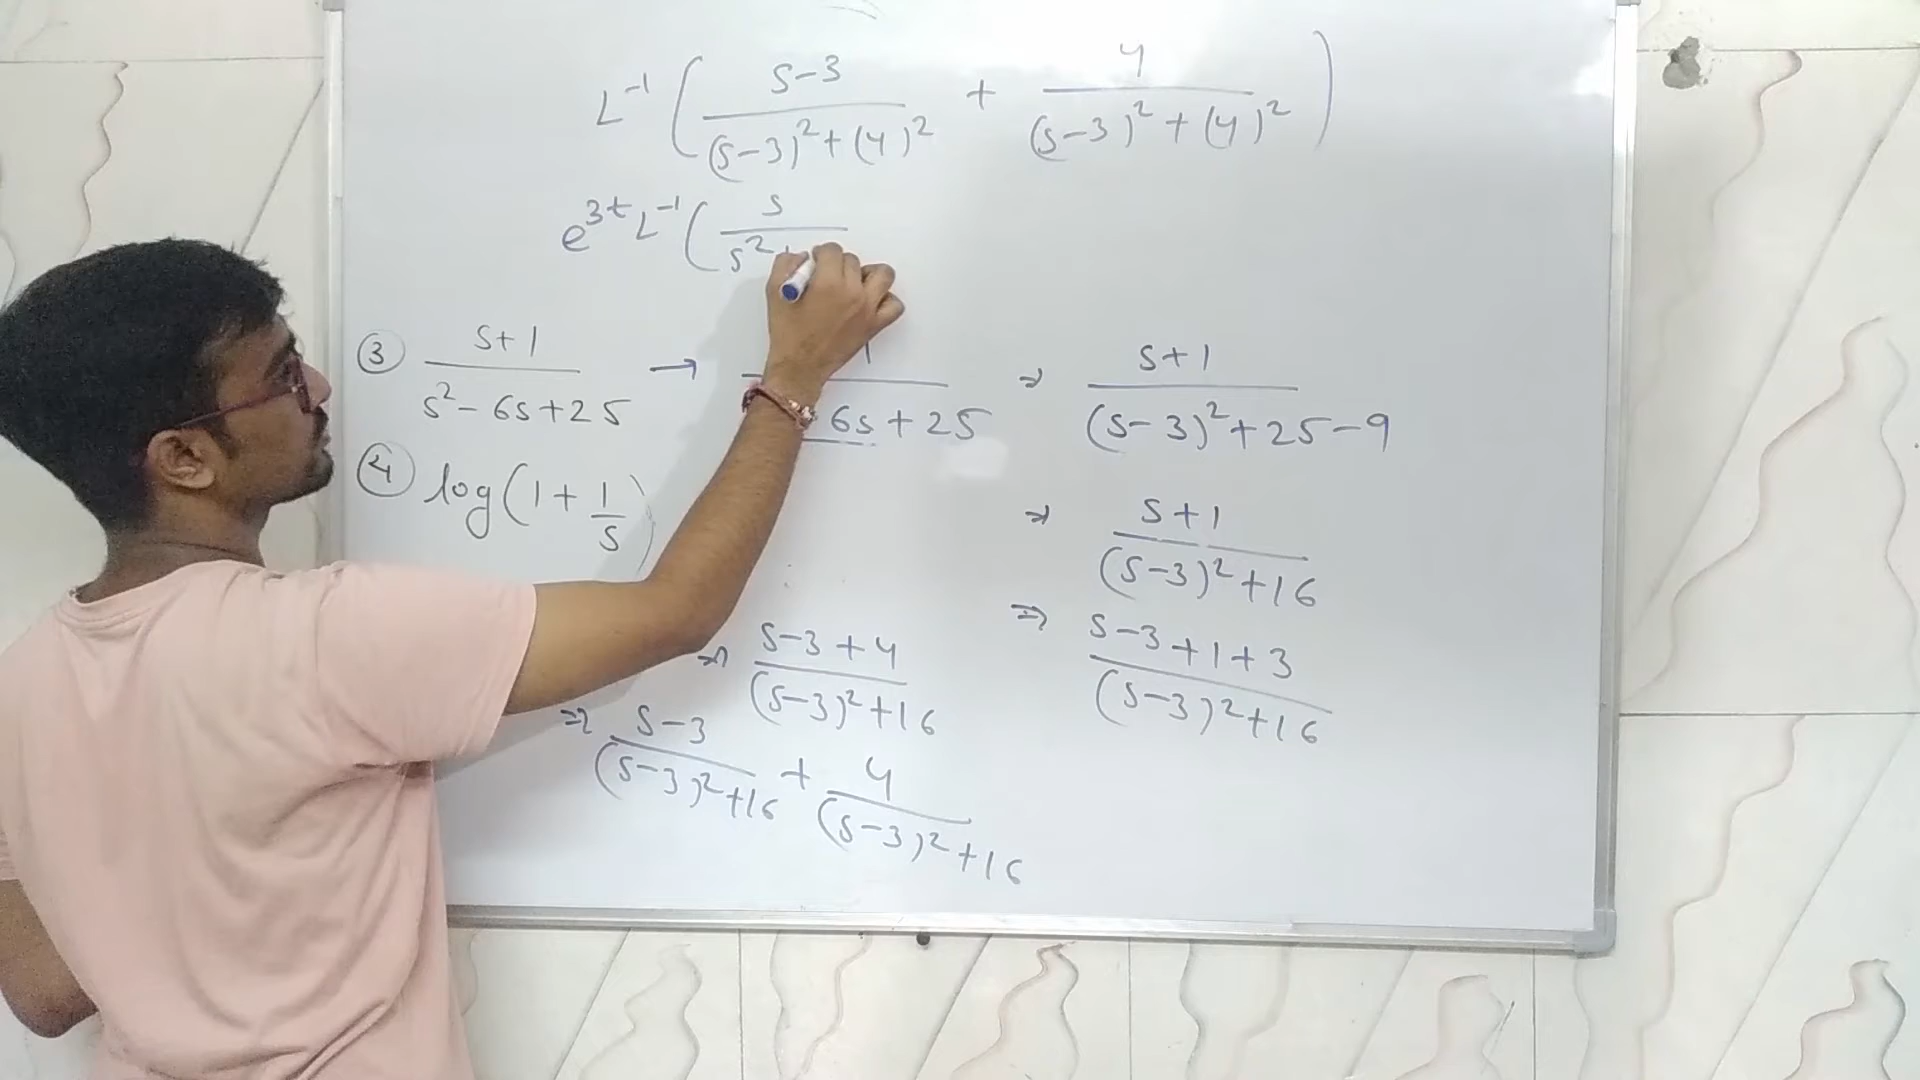 L⁻¹ ( (s-3)/((s-3)²+(4)²) + 4/((s-3)²+(4)²) )
e³ᵗ L⁻¹ ( s/(s²+
③ (s+1)/(s²-6s+25) → 1/(6s+25) ⇒ (s+1)/((s-3)²+25-9)
④ log(1+1/s)
⇒ (s+1)/((s-3)²+16)
⇒ (s-3+1+3)/((s-3)²+16)
⇒ (s-3+4)/((s-3)²+16)
⇒ (s-3)/((s-3)²+16) + 4/((s-3)²+16)